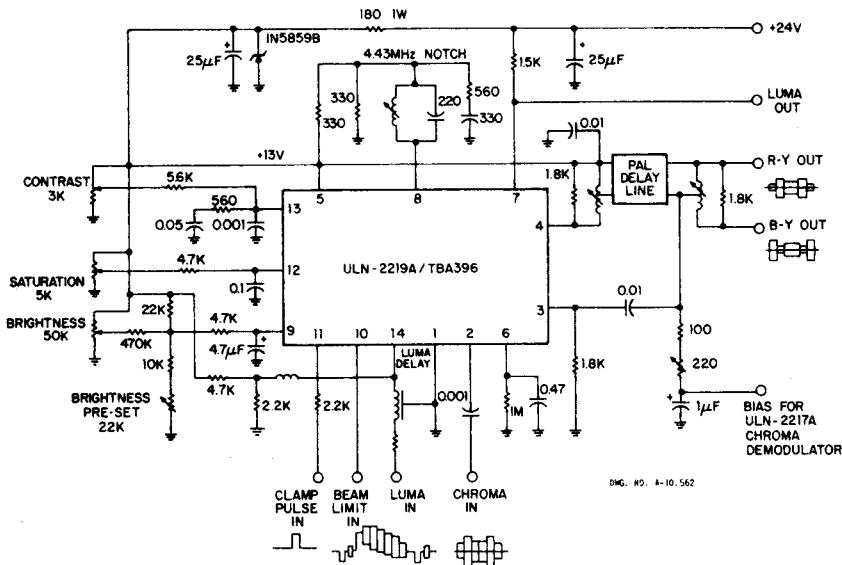 180 1W
+24V
IN5859B
25µF
4.43MHz NOTCH
1.5K
25µF
LUMA
OUT
330
330
220
560
330
0.01
+13V
CONTRAST
3K
5.6K
560
0.05
0.001
13
5
8
7
1.8K
PAL
DELAY
LINE
R-Y OUT
1.8K
B-Y OUT
4
SATURATION
5K
4.7K
0.1
12
ULN-2219A/TBA396
BRIGHTNESS
50K
22K
470K
4.7K
4.7µF
9
11
10
14
1
2
6
3
LUMA
DELAY
0.01
100
220
10K
BRIGHTNESS
PRE-SET
22K
4.7K
2.2K
2.2K
0.001
1M
0.47
1.8K
1µF
BIAS FOR
ULN-2217A
CHROMA
DEMODULATOR
CLAMP
PULSE
IN
BEAM
LIMIT
IN
LUMA
IN
CHROMA
IN
DWG. NO. A-10,562